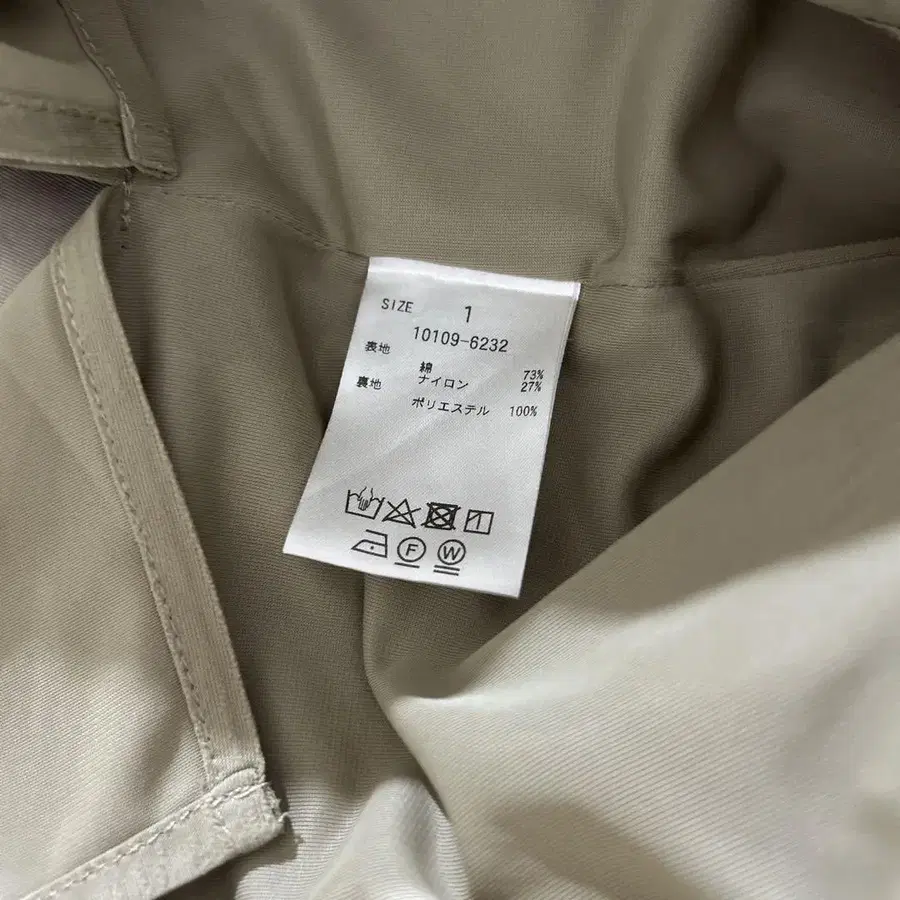 SIZE 1
10109-6232
表地 綿 73%
ナイロン 27%
裏地 ポリエステル 100%
F W